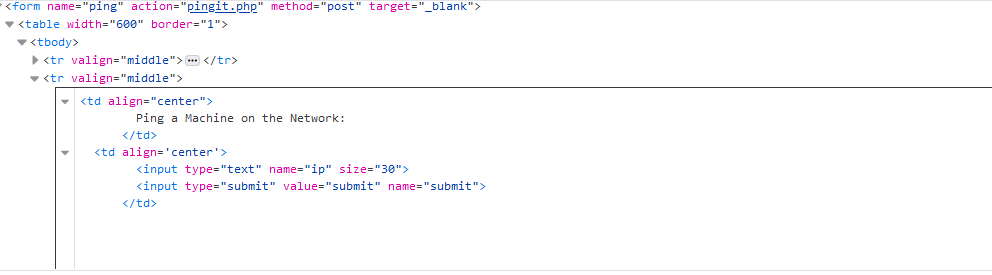 <form name="ping" action="pingit.php" method="post" target="_blank">
<table width="600" border="1">
<tbody>
<tr valign="middle">…</tr>
<tr valign="middle">
<td align="center">
Ping a Machine on the Network:
</td>
<td align='center'>
<input type="text" name="ip" size="30">
<input type="submit" value="submit" name="submit">
</td>